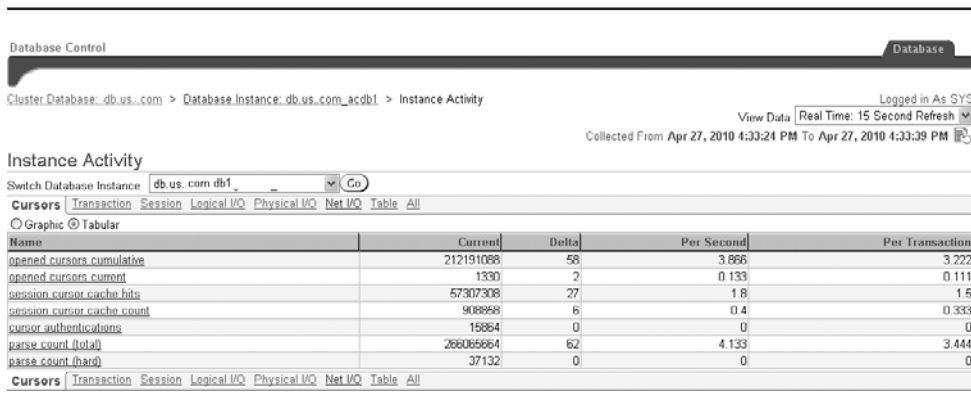 Database Control
Database
Cluster Database: db.us.:.com > Database Instance: db.us..com_acdb1 > Instance Activity
Logged in As SYS
View Data Real Time: 15 Second Refresh
Collected From Apr 27, 2010 4:33:24 PM To Apr 27, 2010 4:33:39 PM
Instance Activity
Switch Database Instance db.us..com db1_ _ Go
Cursors Transaction Session Logical I/O Physical I/O Net I/O Table All
Graphic Tabular
Name Current Delta Per Second Per Transaction
opened cursors cumulative 212191088 58 3.866 3.222
opened cursors current 1330 2 0.133 0.111
session cursor cache hits 57307308 27 1.8 1.5
session cursor cache count 908858 6 0.4 0.333
cursor authentications 15864 0 0 0
parse count (total) 266065664 62 4.133 3.444
parse count (hard) 37132 0 0 0
Cursors Transaction Session Logical I/O Physical I/O Net I/O Table All